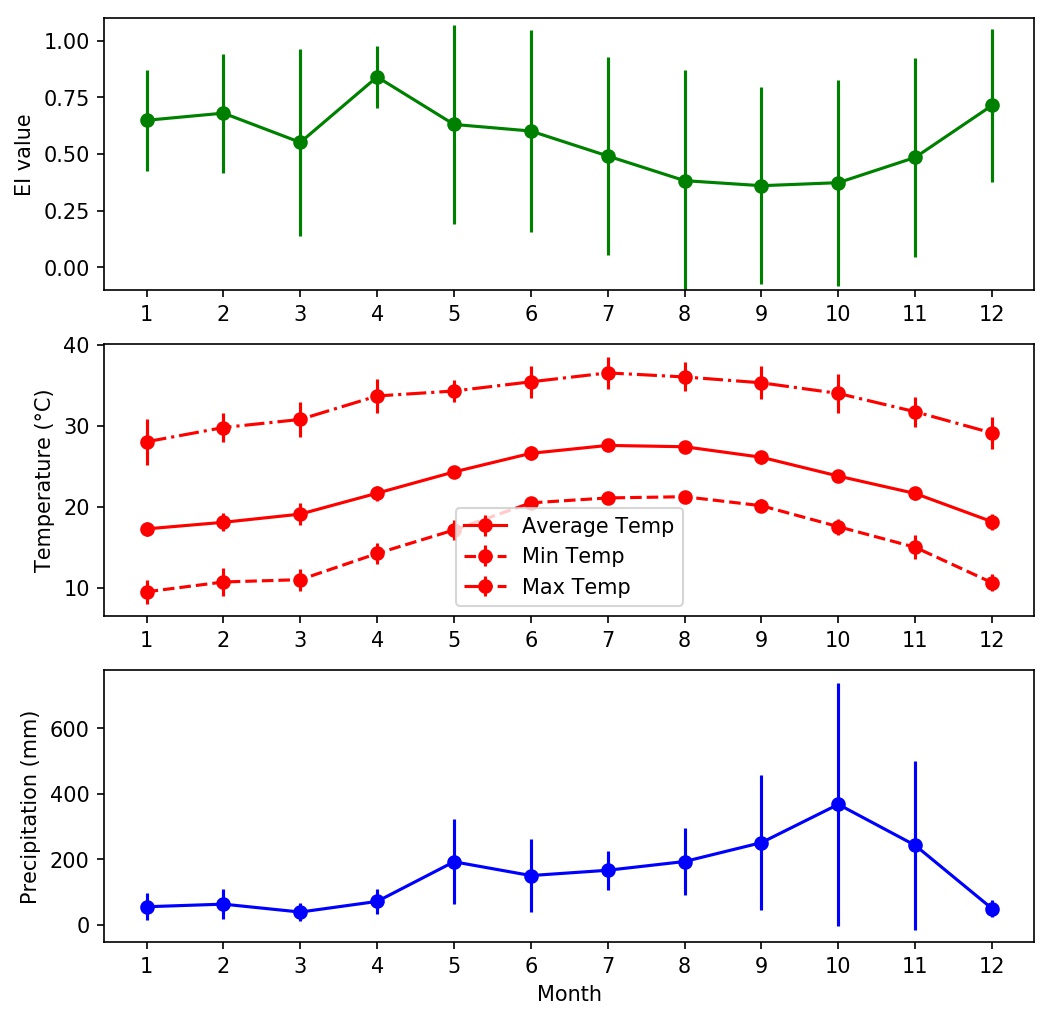 EI value
1.00
0.75
0.50
0.25
0.00
1 2 3 4 5 6 7 8 9 10 11 12
Temperature (°C)
40
30
20
10
Average Temp
Min Temp
Max Temp
1 2 3 4 5 6 7 8 9 10 11 12
Precipitation (mm)
600
400
200
0
1 2 3 4 5 6 7 8 9 10 11 12
Month